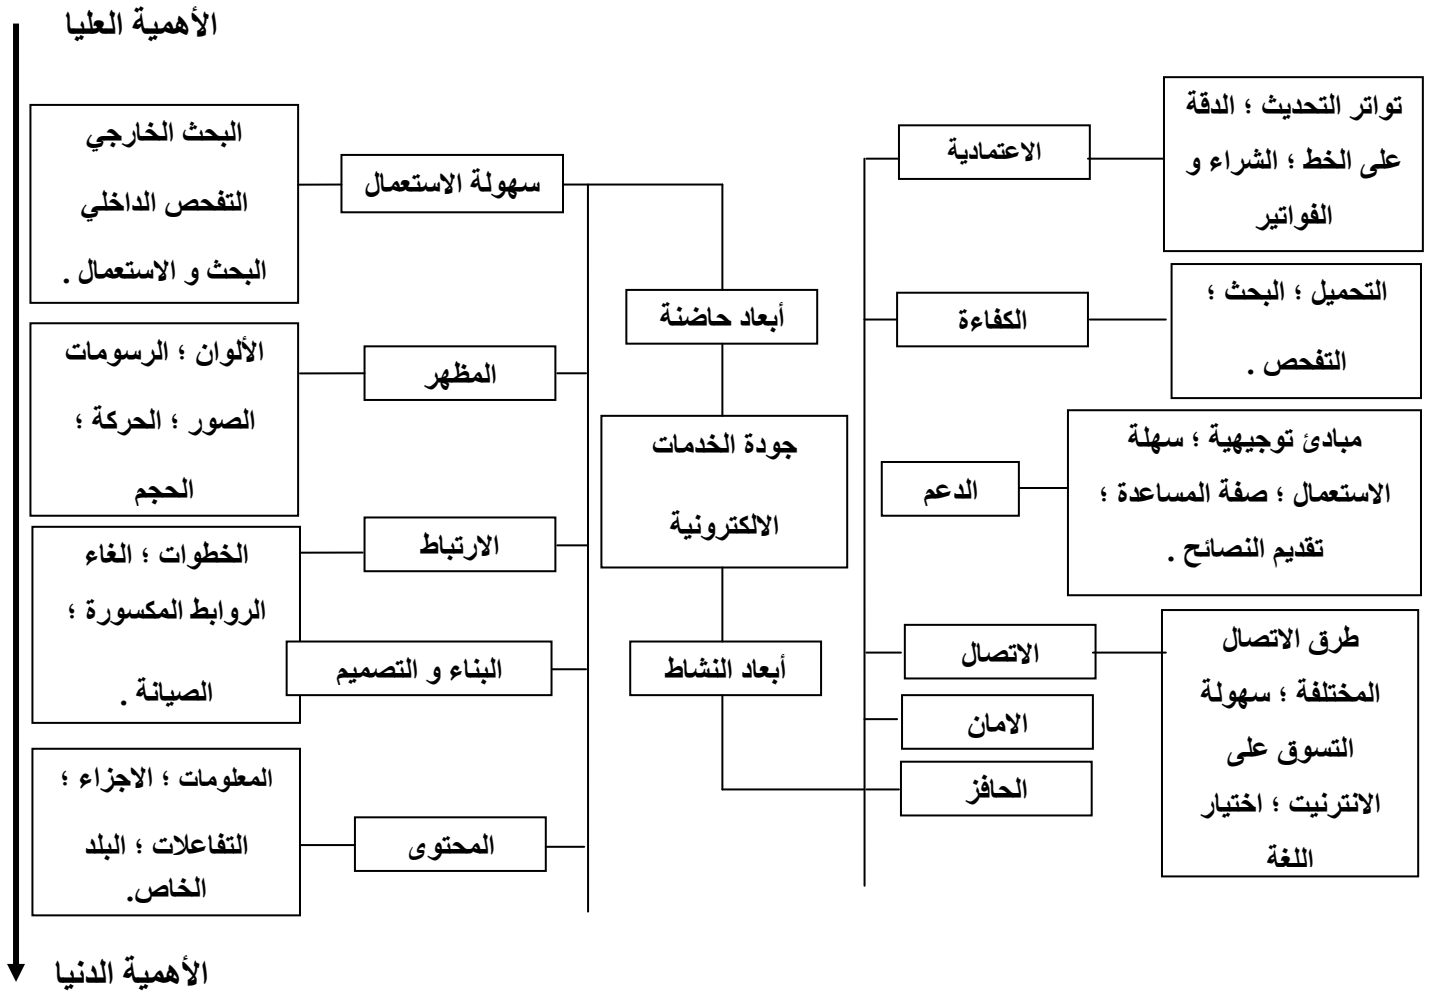 الأهمية العليا
تواتر التحديث ؛ الدقة
على الخط ؛ الشراء و
الفواتير
الاعتمادية
التحميل ؛ البحث ؛
التفحص .
الكفاءة
مبادئ توجيهية ؛ سهلة
الاستعمال ؛ صفة المساعدة ؛
تقديم النصائح .
الدعم
طرق الاتصال
المختلفة ؛ سهولة
التسوق على
الانترنيت ؛ اختيار
اللغة
الاتصال
الامان
الحافز
أبعاد حاضنة
جودة الخدمات
الالكترونية
أبعاد النشاط
سهولة الاستعمال
البحث الخارجي
التفحص الداخلي
البحث و الاستعمال .
المظهر
الألوان ؛ الرسومات
الصور ؛ الحركة ؛
الحجم
الارتباط
الخطوات ؛ الغاء
الروابط المكسورة ؛
الصيانة .
البناء و التصميم
المحتوى
المعلومات ؛ الاجزاء ؛
التفاعلات ؛ البلد
الخاص.
الأهمية الدنيا